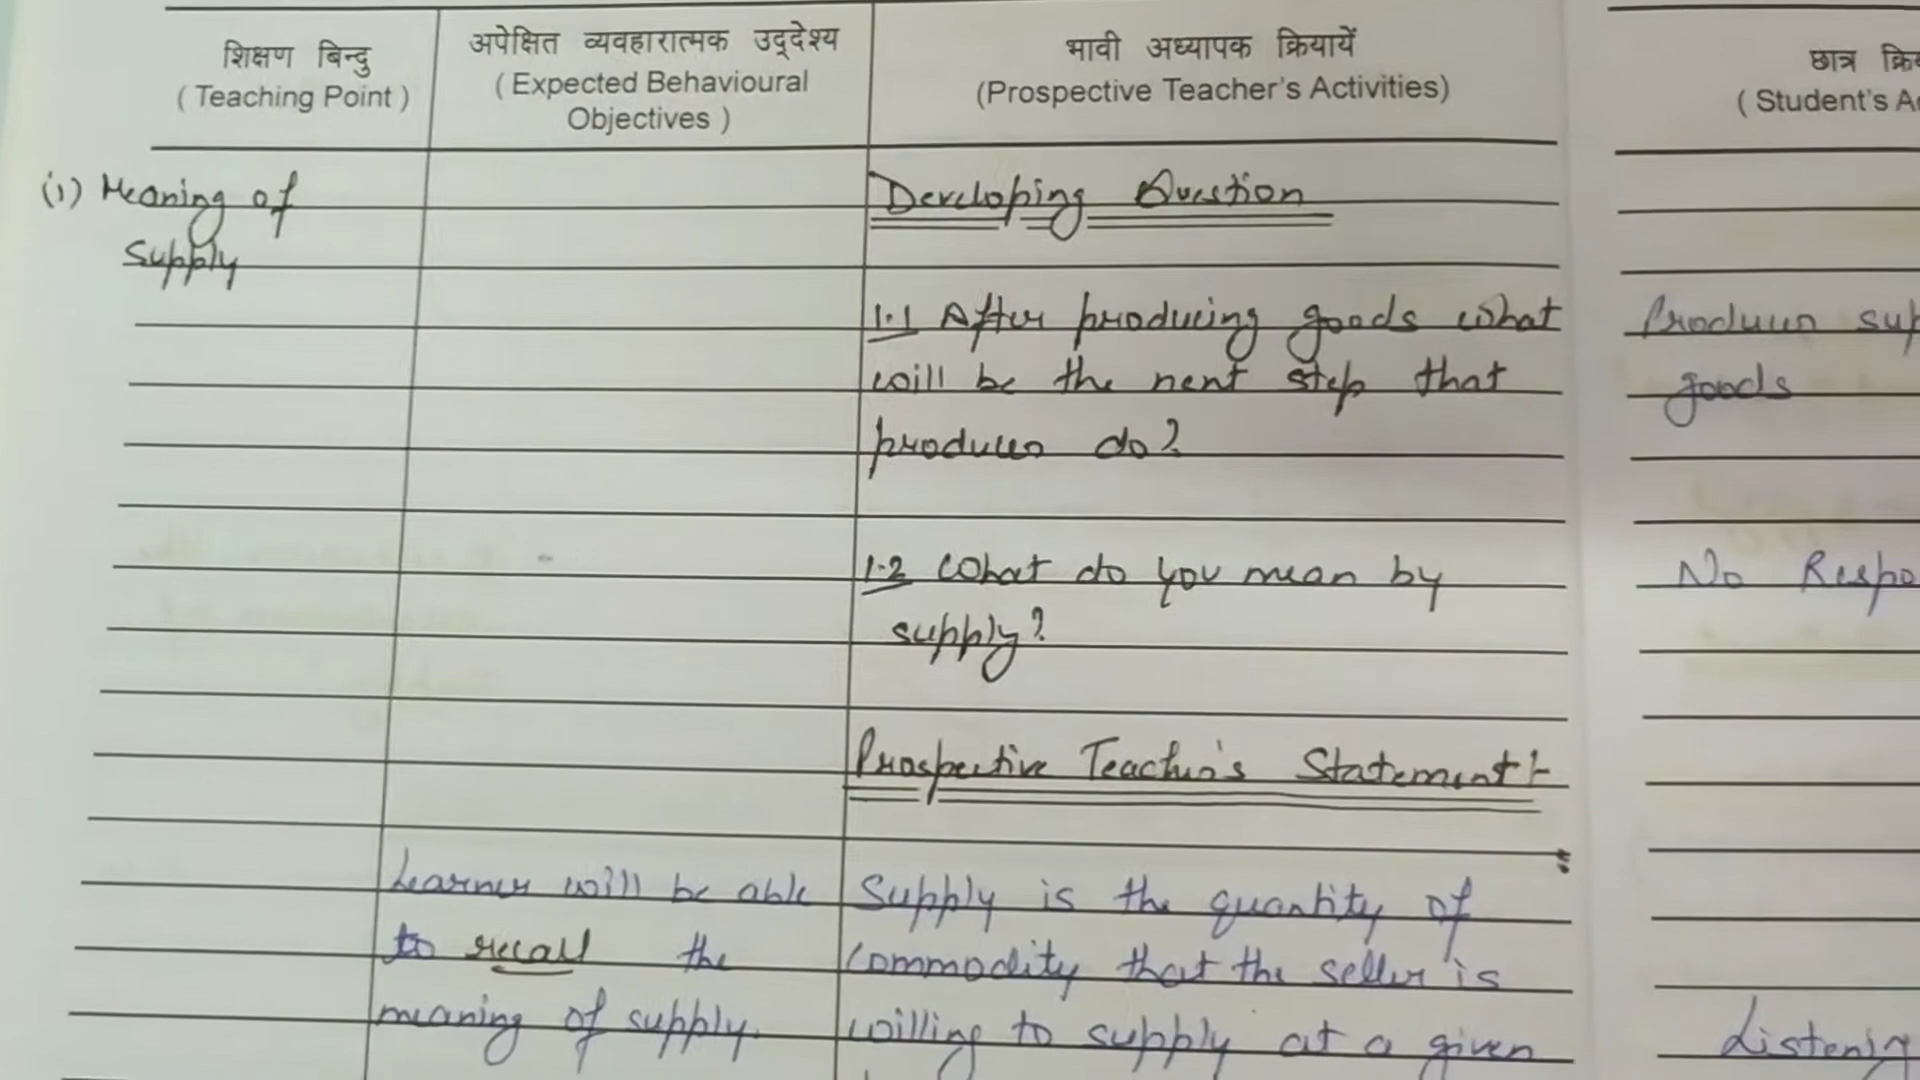 शिक्षण बिन्दु
( Teaching Point )
अपेक्षित व्यवहारात्मक उद्‌देश्य
( Expected Behavioural
Objectives )
भावी अध्यापक क्रियायें
(Prospective Teacher's Activities)
छात्र
( Student's
(1) Meaning of
Supply
Developing Question
1.1 After producing goods what
will be the next step that
producer do?
goods
1.2 What do you mean by
supply?
No
Prospective Teacher's Statement:-
Learner will be able
to recall the
meaning of supply.
Supply is the quantity of
commodity that the seller is
willing to supply at a given
Listening